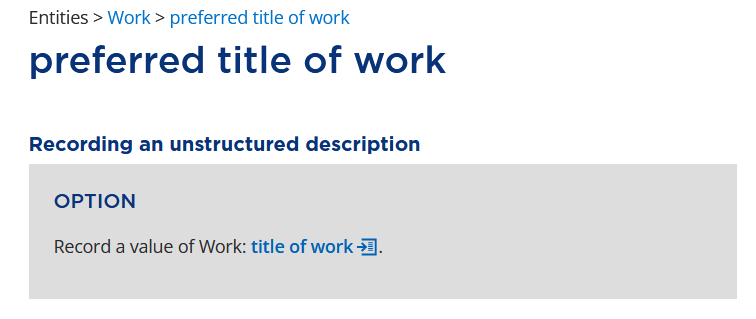 Entities > Work > preferred title of work
preferred title of work
Recording an unstructured description
OPTION
Record a value of Work: title of work.